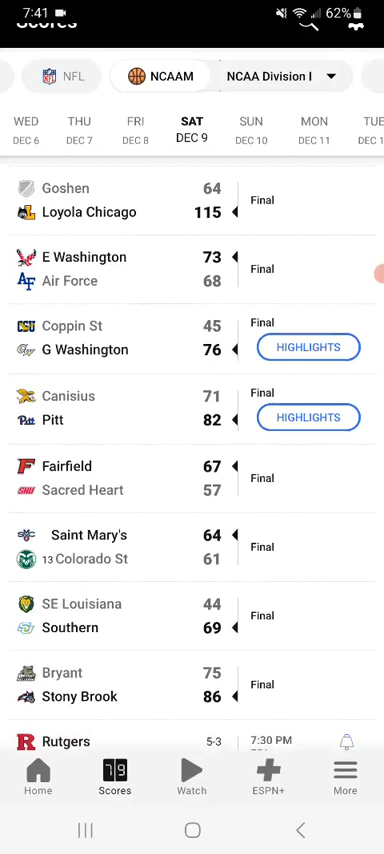 7:41 62%
Scores
NFL NCAAM NCAA Division I
WED THU FRI SAT SUN MON TUE
DEC 6 DEC 7 DEC 8 DEC 9 DEC 10 DEC 11 DEC 1
Goshen 64
Final
Loyola Chicago 115
E Washington 73
Final
Air Force 68
Coppin St 45 Final
G Washington 76 HIGHLIGHTS
Canisius 71 Final
Pitt 82 HIGHLIGHTS
Fairfield 67
Final
Sacred Heart 57
Saint Mary's 64
Final
13 Colorado St 61
SE Louisiana 44
Final
Southern 69
Bryant 75
Final
Stony Brook 86
Rutgers 5-3 7:30 PM
79
Home Scores Watch ESPN+ More